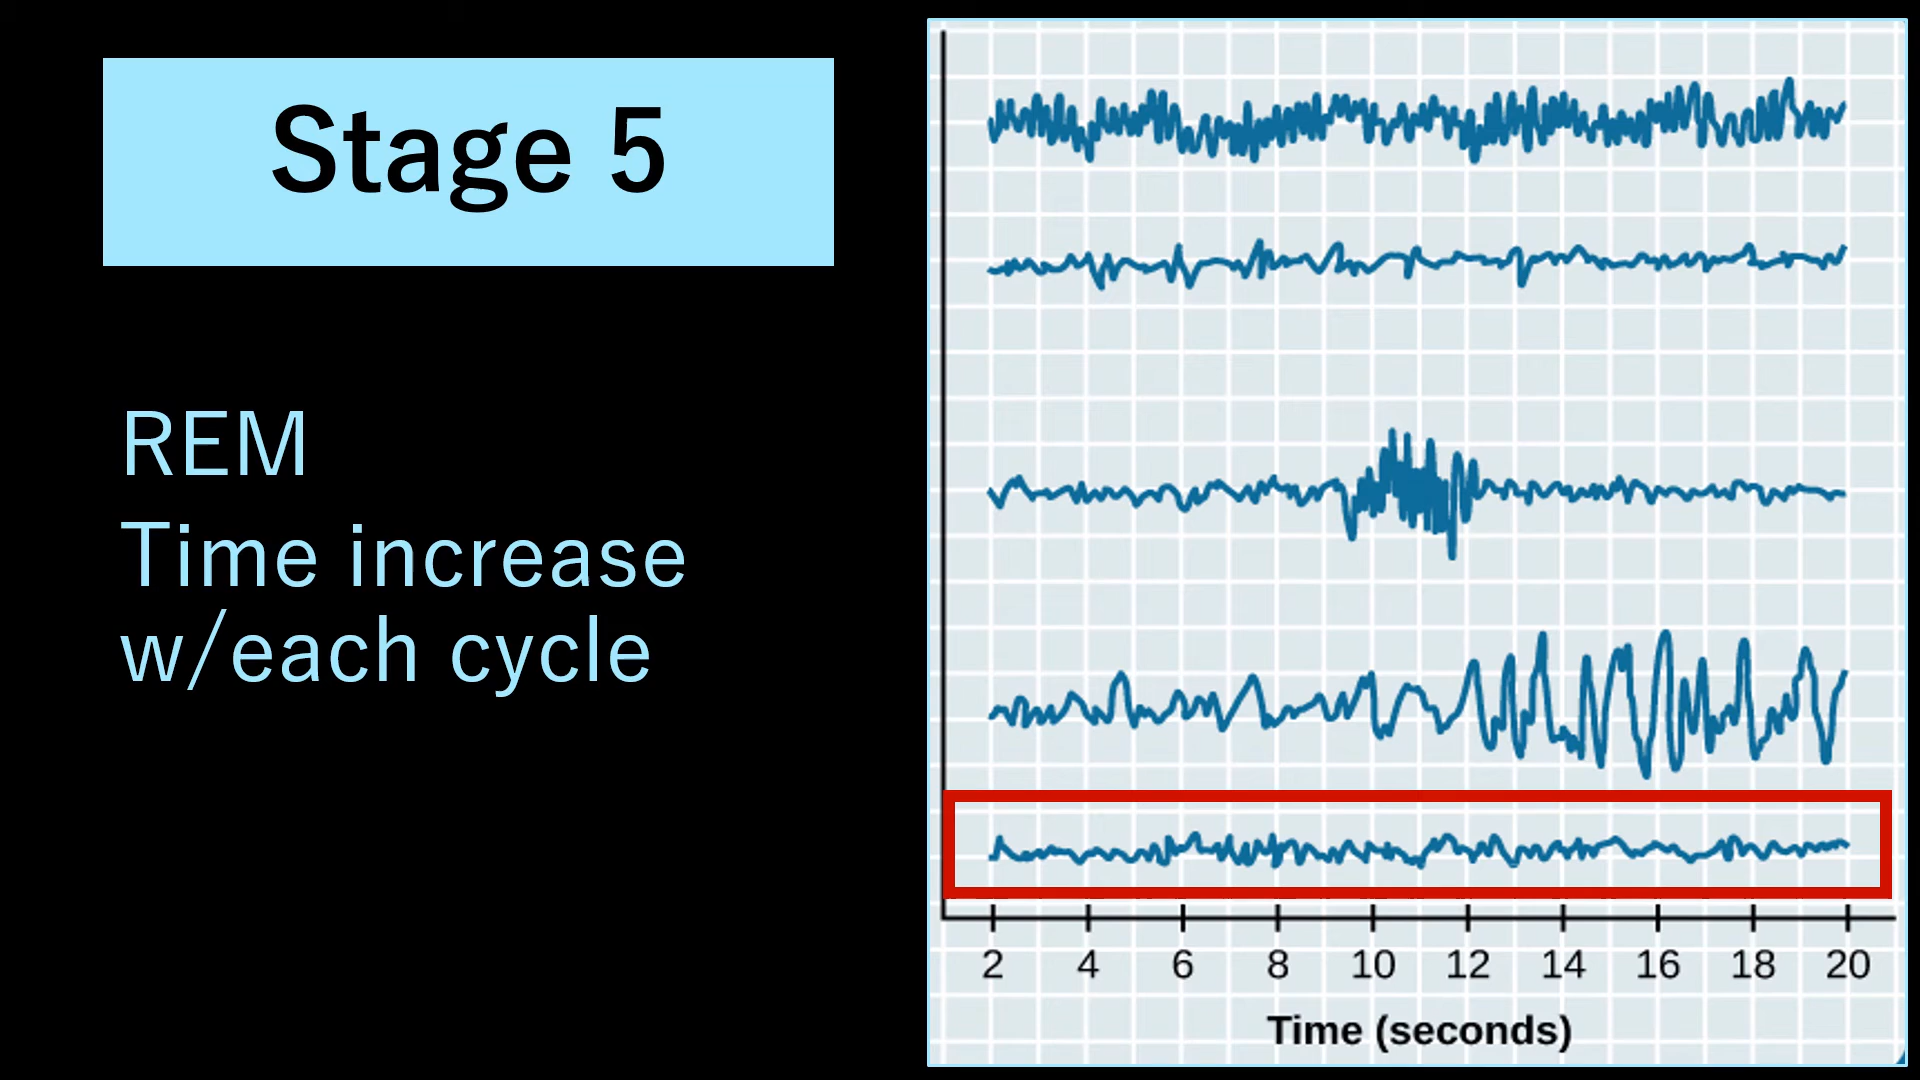 Stage 5
REM
Time increase
w/each cycle
2 4 6 8 10 12 14 16 18 20
Time (seconds)